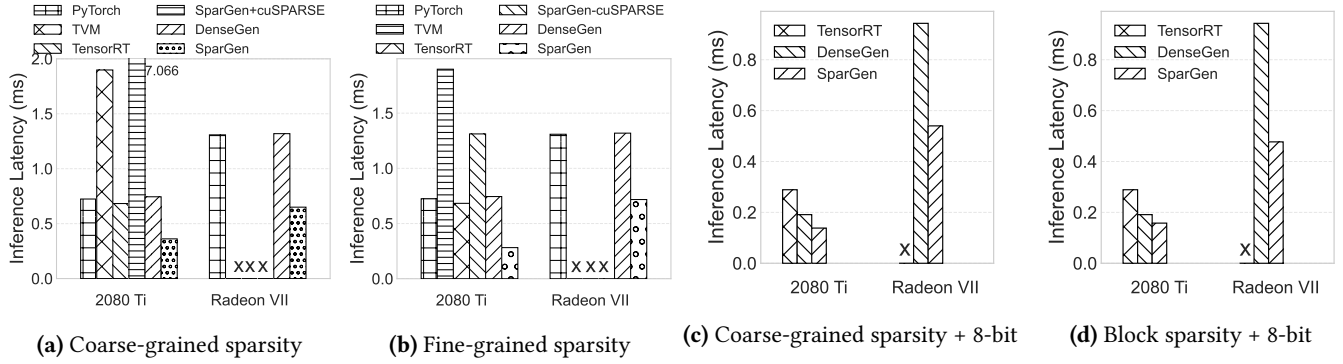 PyTorch
TVM
TensorRT
SparGen+cuSPARSE
DenseGen
SparGen
Inference Latency (ms)
2.0
1.5
1.0
0.5
0.0
7.066
XXX
2080 Ti
Radeon VII
(a) Coarse-grained sparsity
PyTorch
TVM
TensorRT
SparGen-cuSPARSE
DenseGen
SparGen
Inference Latency (ms)
1.5
1.0
0.5
0.0
X X X
2080 Ti
Radeon VII
(b) Fine-grained sparsity
TensorRT
DenseGen
SparGen
Inference Latency (ms)
0.8
0.6
0.4
0.2
0.0
X
2080 Ti
Radeon VII
(c) Coarse-grained sparsity + 8-bit
TensorRT
DenseGen
SparGen
Inference Latency (ms)
0.8
0.6
0.4
0.2
0.0
X
2080 Ti
Radeon VII
(d) Block sparsity + 8-bit